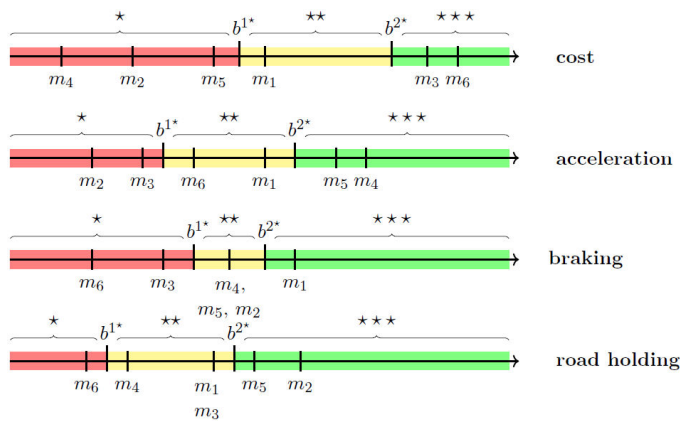 ⋆ b¹⋆ ⋆⋆ b²⋆ ⋆⋆⋆
cost
m₄ m₂ m₅ m₁ m₃ m₆
⋆ b¹⋆ ⋆⋆ b²⋆ ⋆⋆⋆
acceleration
m₂ m₃ m₆ m₁ m₅ m₄
⋆ b¹⋆ ⋆⋆ b²⋆ ⋆⋆⋆
braking
m₆ m₃ m₄, m₁
m₅, m₂
⋆ b¹⋆ ⋆⋆ b²⋆ ⋆⋆⋆
road holding
m₆ m₄ m₁ m₅ m₂
m₃